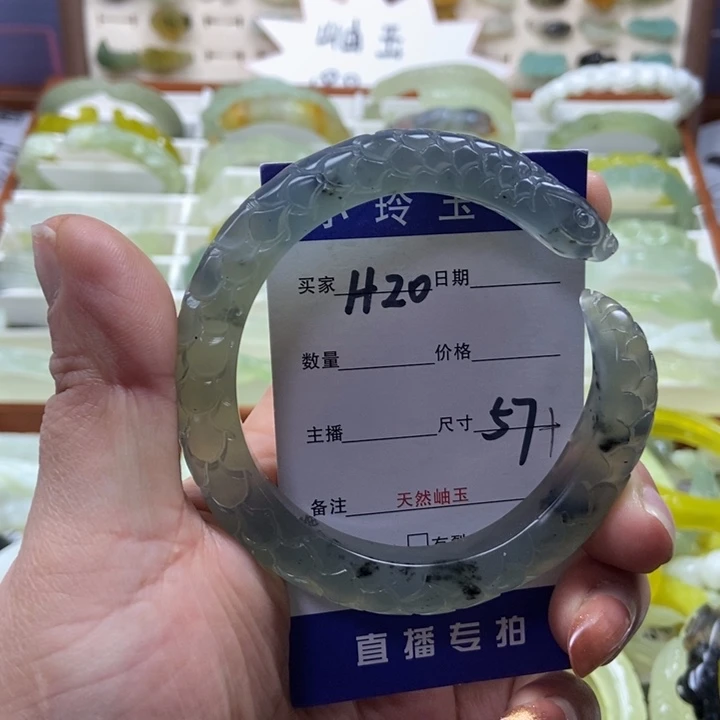 岫玉
玲玉
买家 H20 日期
数量 价格
主播 尺寸 57+
备注 天然岫玉
直播专拍